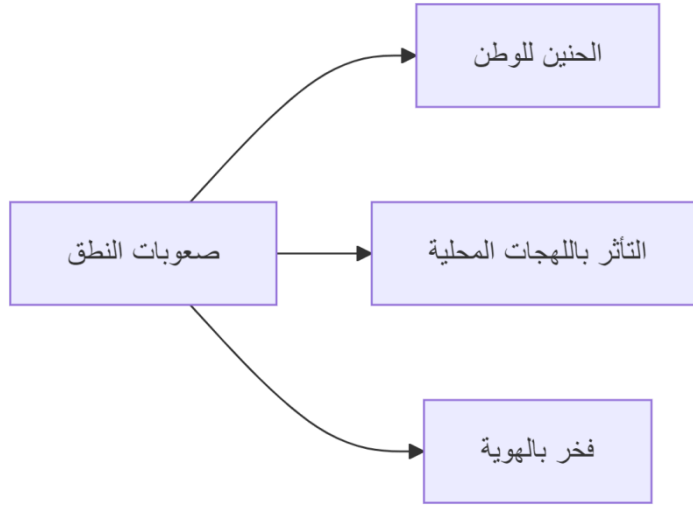 الحنين للوطن
صعوبات النطق
التأثر باللهجات المحلية
فخر بالهوية